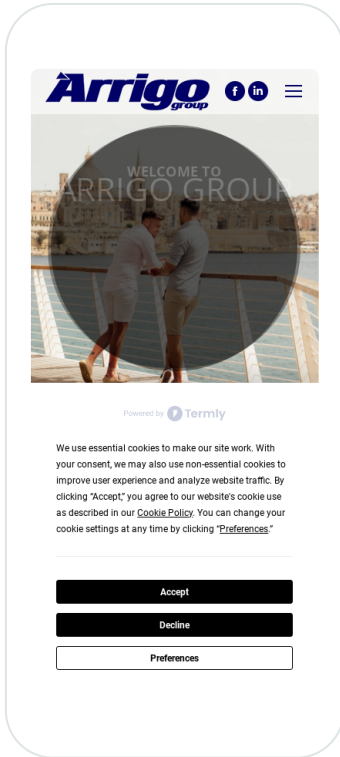 Arrigo
group
f
in
WELCOME TO
ARRIGO GROUP
Powered by Termly
We use essential cookies to make our site work. With
your consent, we may also use non-essential cookies to
improve user experience and analyze website traffic. By
clicking “Accept,” you agree to our website's cookie use
as described in our Cookie Policy. You can change your
cookie settings at any time by clicking “Preferences.”
Accept
Decline
Preferences